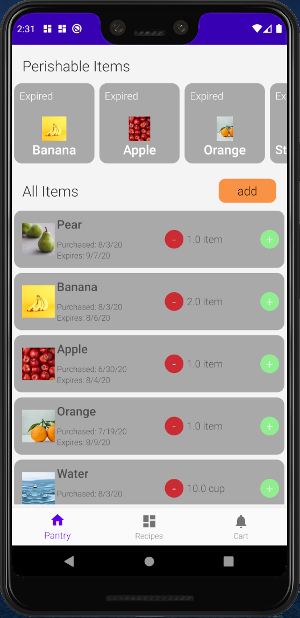 2:31
Perishable Items
Expired
Banana
Expired
Apple
Expired
Orange
Ex
St
All Items
add
Pear
Purchased: 8/3/20
Expires: 9/7/20
- 1.0 item +
Banana
Purchased: 8/3/20
Expires: 8/6/20
- 2.0 item +
Apple
Purchased: 6/30/20
Expires: 8/4/20
- 1.0 item +
Orange
Purchased: 7/19/20
Expires: 8/9/20
- 1.0 item +
Water
Purchased: 8/3/20
- 10.0 cup +
Pantry
Recipes
Cart